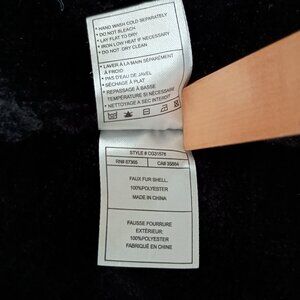 • HAND WASH COLD SEPARATELY
• DO NOT BLEACH
• LAY FLAT TO DRY
• IRON LOW HEAT IF NECESSARY
• DO NOT DRY CLEAN
• LAVER À LA MAIN SÉPARÉMENT
À FROID
• PAS D'EAU DE JAVEL
• SÉCHAGE À PLAT
• REPASSAGE À BASSE
TEMPÉRATURE SI NÉCESSAIRE
• NETTOYAGE A SEC INTERDIT
STYLE # CG31576
RN# 67369 CA# 35884
FAUX FUR SHELL:
100%POLYESTER
MADE IN CHINA
FAUSSE FOURRURE
EXTÉRIEUR:
100%POLYESTER
FABRIQUÉ EN CHINE